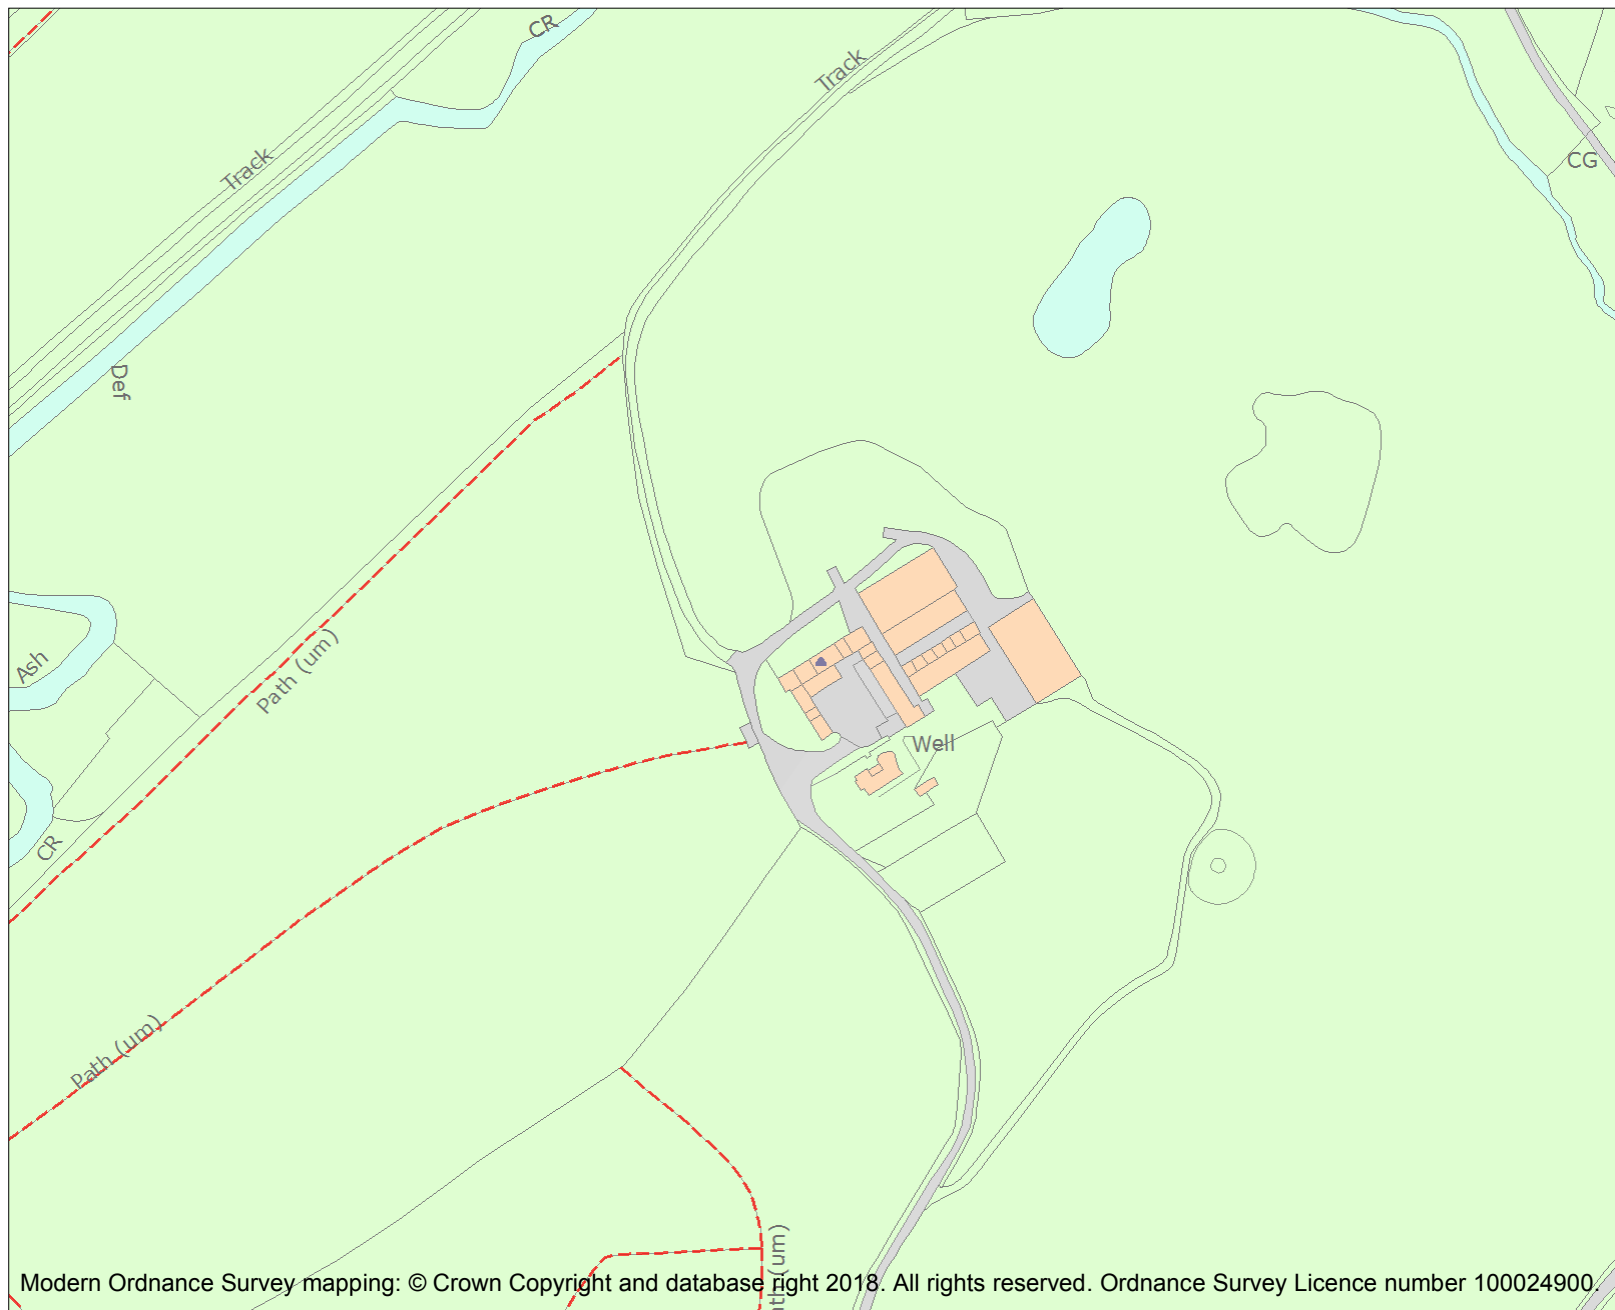 CR
Track
Track
CG
Def
Ash
Path (um)
Well
CR
Path (um)
th (um)
Modern Ordnance Survey mapping: © Crown Copyright and database right 2018. All rights reserved. Ordnance Survey Licence number 100024900.